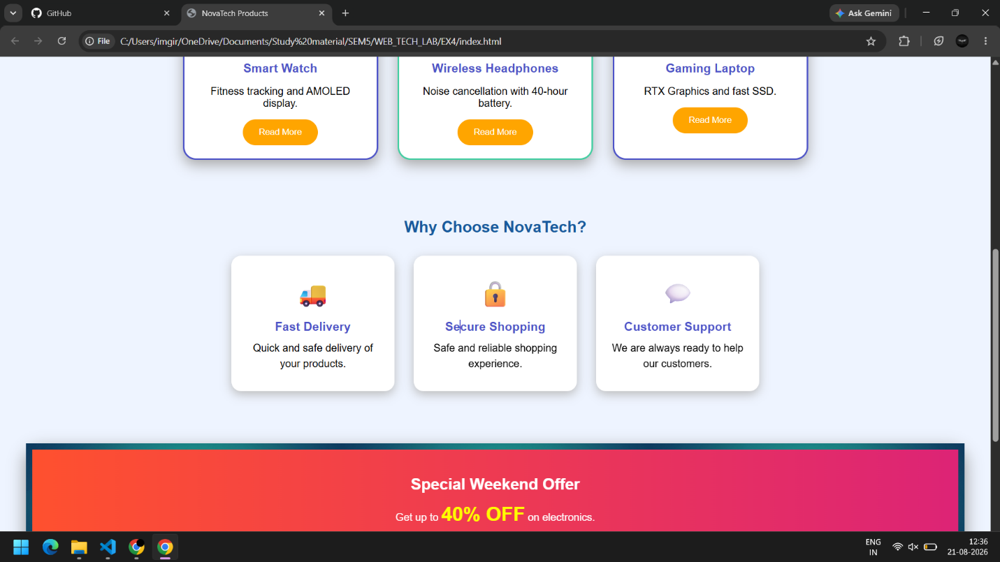 GitHub
NovaTech Products
Ask Gemini
File
C:/Users/imgir/OneDrive/Documents/Study%20material/SEM5/WEB_TECH_LAB/EX4/index.html
Smart Watch
Fitness tracking and AMOLED
display.
Read More
Wireless Headphones
Noise cancellation with 40-hour
battery.
Read More
Gaming Laptop
RTX Graphics and fast SSD.
Read More
Why Choose NovaTech?
Fast Delivery
Quick and safe delivery of
your products.
Secure Shopping
Safe and reliable shopping
experience.
Customer Support
We are always ready to help
our customers.
Special Weekend Offer
Get up to 40% OFF on electronics.
ENG
IN
12:36
21-08-2026